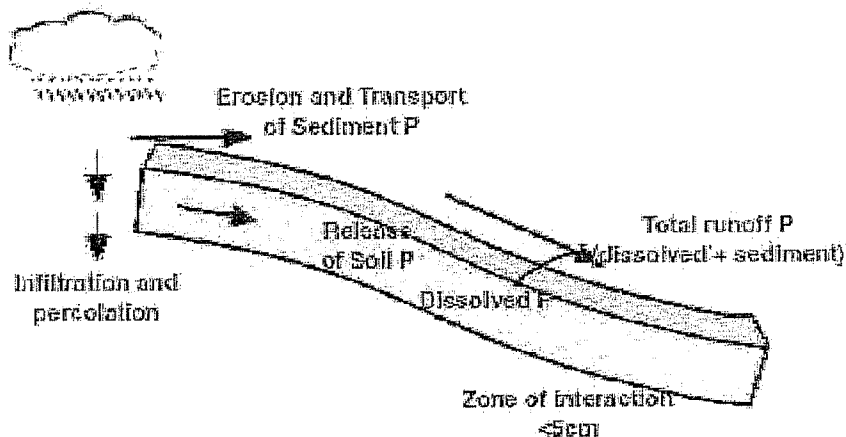 Erosion and Transport
of Sediment P
Total runoff P
(dissolved + sediment)
Release
of Soil P
Infiltration and
percolation
Dissolved P
Zone of interaction
<5cm